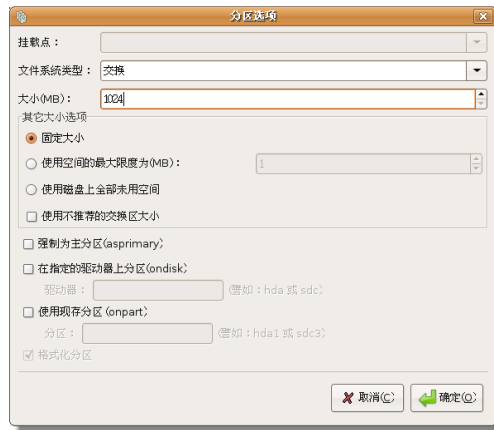 分区选项
挂载点：
文件系统类型： 交换
大小(MB)： 1024
其它大小选项
固定大小
使用空间的最大限度为(MB)： 1
使用磁盘上全部未用空间
使用不推荐的交换区大小
强制为主分区(asprimary)
在指定的驱动器上分区(ondisk)
驱动器： (譬如：hda 或 sdc)
使用现存分区(onpart)
分区： (譬如：hda1 或 sdc3)
格式化分区
取消(C) 确定(O)